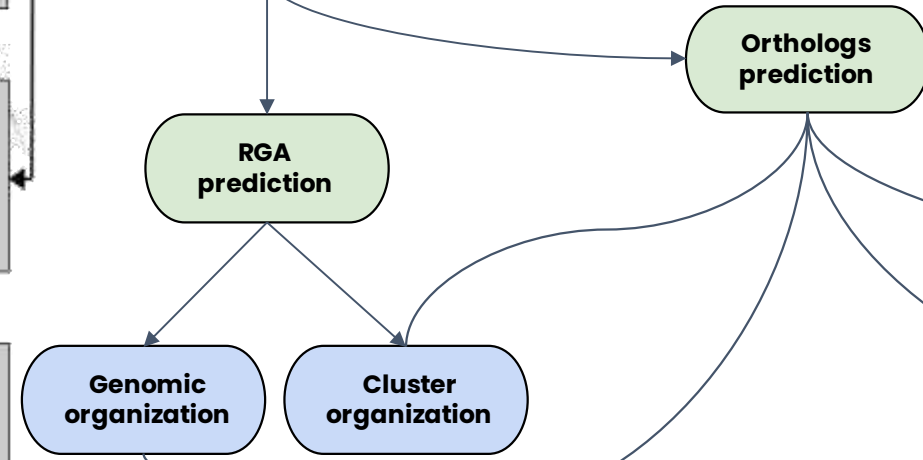 Orthologs
prediction
RGA
prediction
Genomic
organization
Cluster
organization